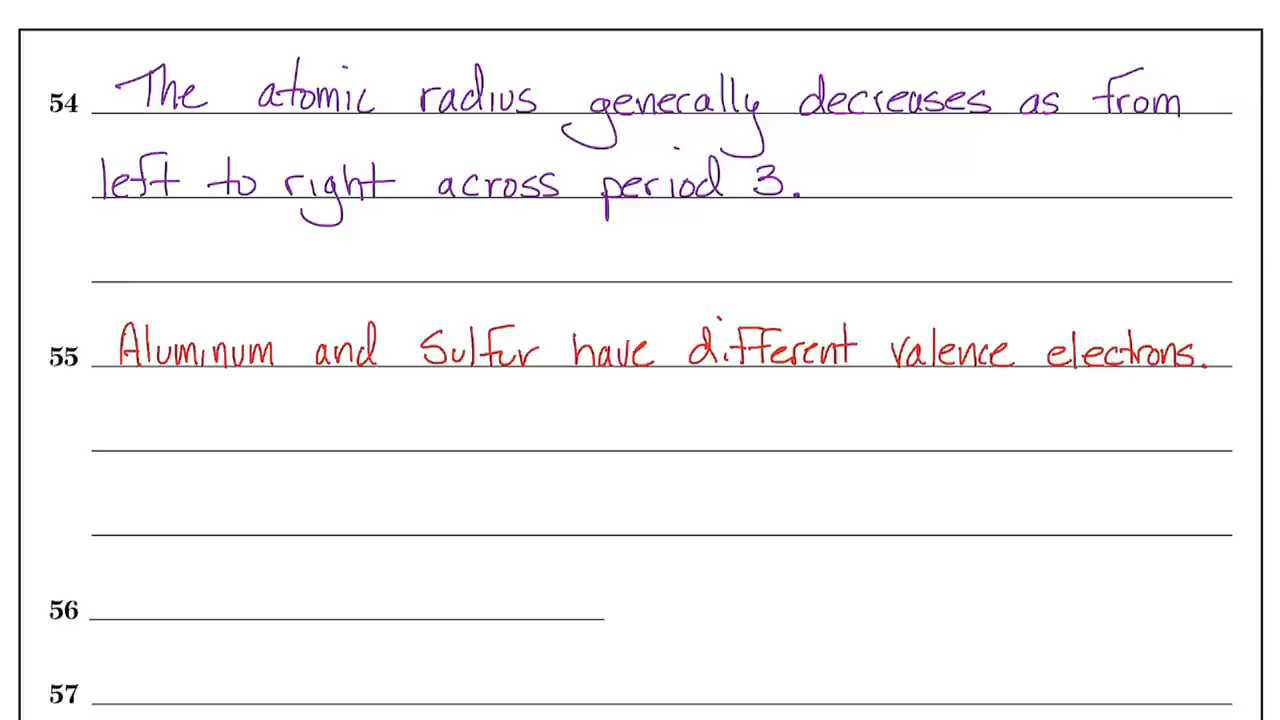 54 The atomic radius generally decreases as from
left to right across period 3.
55 Aluminum and Sulfur have different valence electrons.
56
57